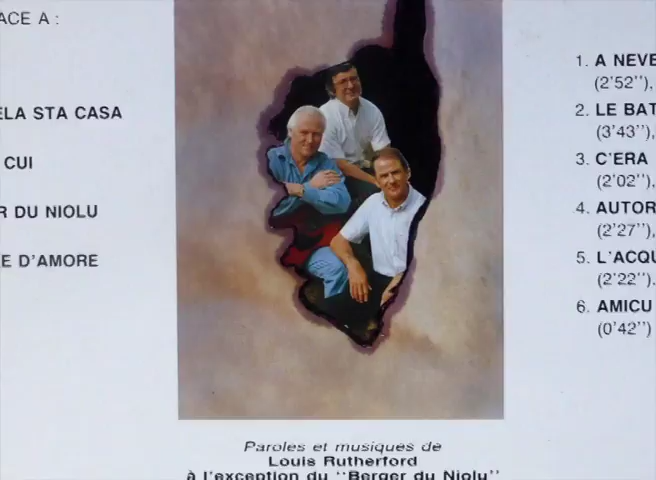 ACE A :
ELA STA CASA
CUI
R DU NIOLU
E D'AMORE
1. A NEVE
(2'52"),
2. LE BAT
(3'43"),
3. C'ERA
(2'02"),
4. AUTOR
(2'27"),
5. L'ACQU
(2'22").
6. AMICU
(0'42")
Paroles et musiques de
Louis Rutherford
à l'exception du "Berger du Niolu"